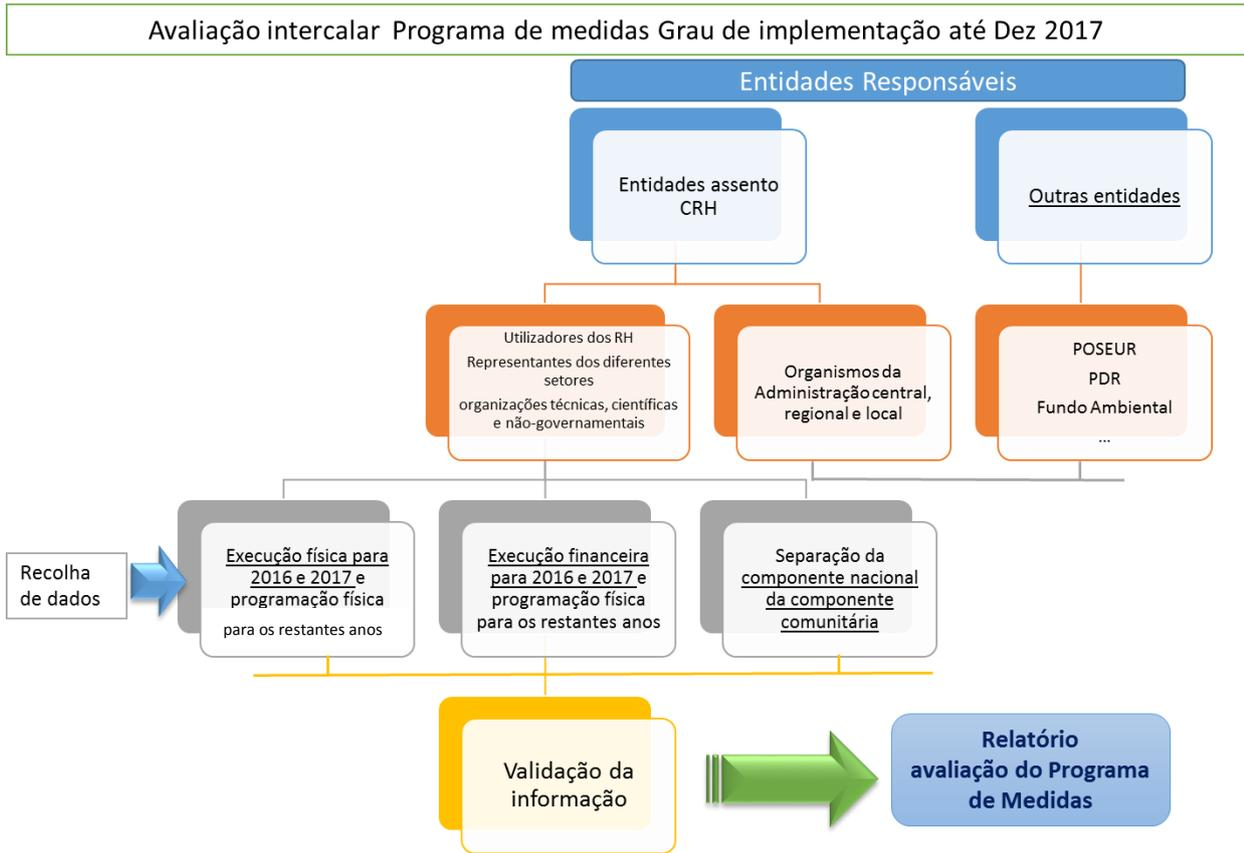 Avaliação intercalar Programa de medidas Grau de implementação até Dez 2017
Entidades Responsáveis
Entidades assento
CRH
Outras entidades
Utilizadores dos RH
Representantes dos diferentes
setores
organizações técnicas, científicas
e não-governamentais
Organismos da
Administração central,
regional e local
POSEUR
PDR
Fundo Ambiental
...
Recolha
de dados
Execução física para
2016 e 2017 e
programação física
para os restantes anos
Execução financeira
para 2016 e 2017 e
programação física
para os restantes anos
Separação da
componente nacional
da componente
comunitária
Validação da
informação
Relatório
avaliação do Programa
de Medidas